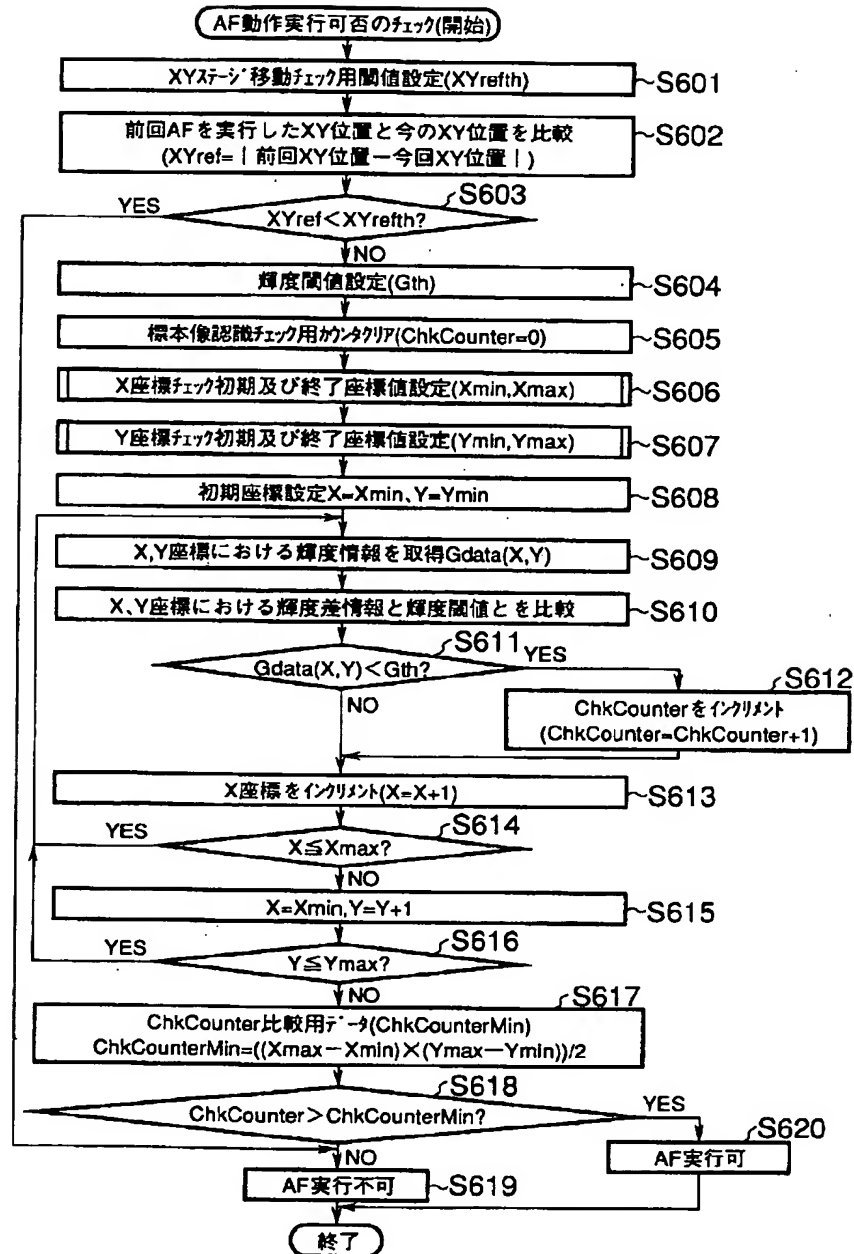 AF動作実行可否のチェック(開始)
XYステージ移動チェック用閾値設定(XYrefth)
S601
前回AFを実行したXY位置と今のXY位置を比較
(XYref=|前回XY位置－今回XY位置|)
S602
S603
YES
XYref＜XYrefth?
NO
輝度閾値設定(Gth)
S604
標本像認識チェック用カウンタクリア(ChkCounter=0)
S605
X座標チェック初期及び終了座標値設定(Xmin,Xmax)
S606
Y座標チェック初期及び終了座標値設定(Ymin,Ymax)
S607
初期座標設定X=Xmin、Y=Ymin
S608
X,Y座標における輝度情報を取得Gdata(X,Y)
S609
X、Y座標における輝度差情報と輝度閾値とを比較
S610
S611
Gdata(X,Y)＜Gth?
YES
NO
S612
ChkCounterをインクリメント
(ChkCounter=ChkCounter+1)
X座標をインクリメント(X=X+1)
S613
S614
YES
X≦Xmax?
NO
X=Xmin,Y=Y+1
S615
S616
YES
Y≦Ymax?
NO
S617
ChkCounter比較用データ(ChkCounterMin)
ChkCounterMin=((Xmax－Xmin)×(Ymax－Ymin))/2
S618
ChkCounter＞ChkCounterMin?
YES
NO
S620
AF実行可
AF実行不可
S619
終了